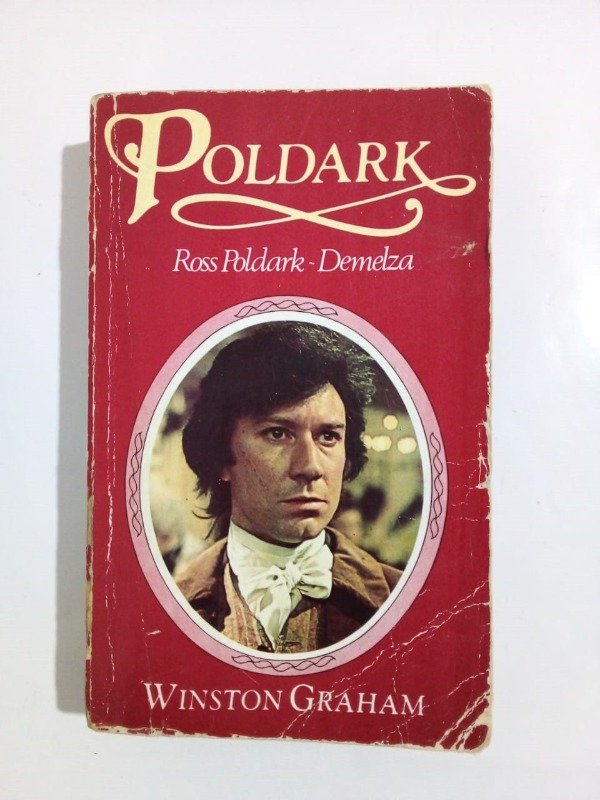 POLDARK
Ross Poldark - Demelza
WINSTON GRAHAM